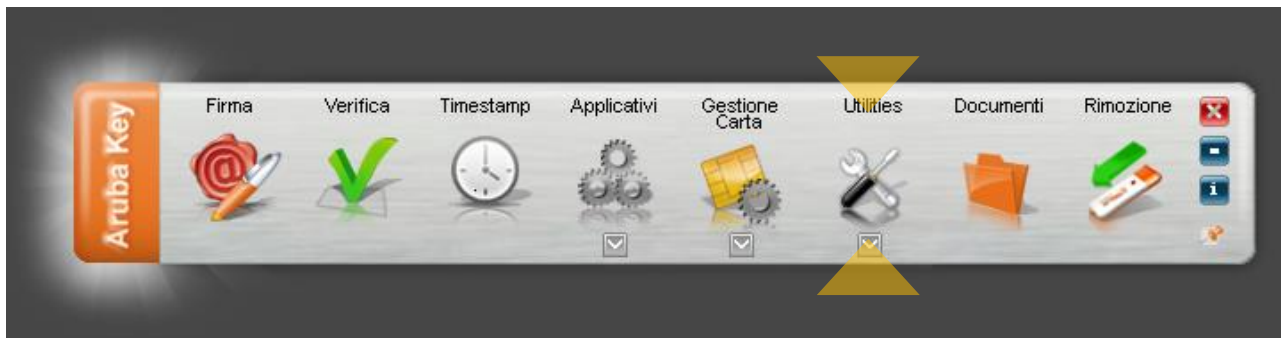 Aruba Key
Firma
Verifica
Timestamp
Applicativi
Gestione
Carta
Utilities
Documenti
Rimozione